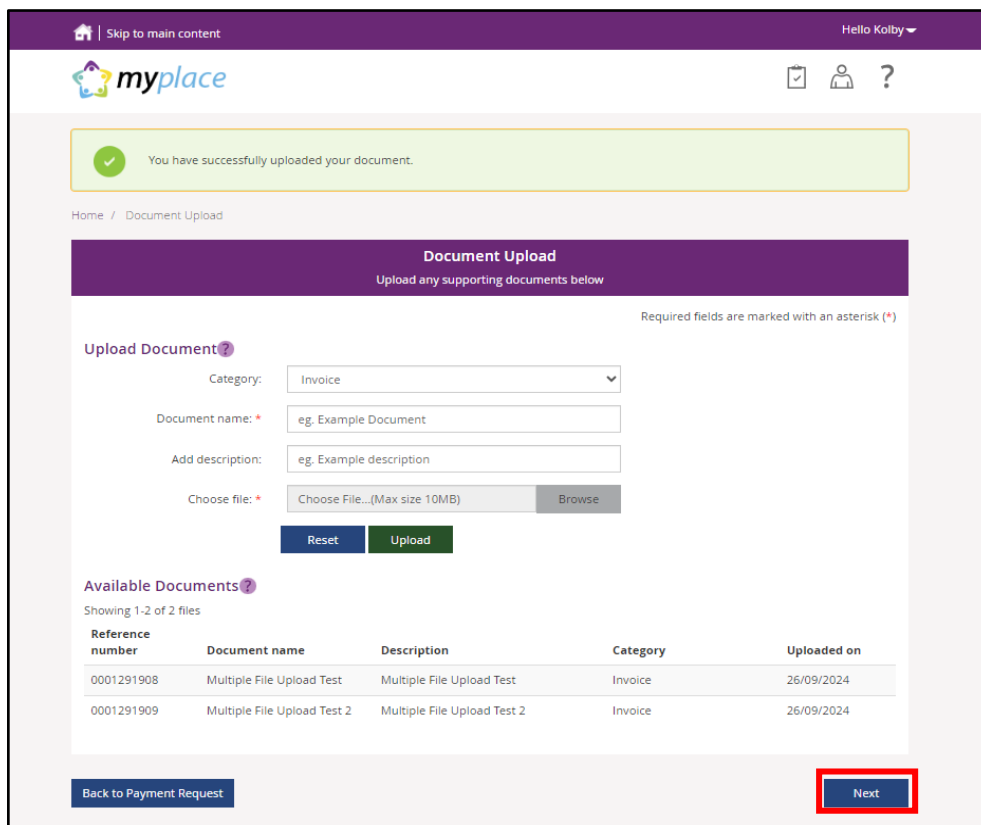 Skip to main content
Hello Kolby
myplace
?
You have successfully uploaded your document.
Home / Document Upload
Document Upload
Upload any supporting documents below
Required fields are marked with an asterisk (*)
Upload Document ?
Category: Invoice
Document name: * eg. Example Document
Add description: eg. Example description
Choose file: * Choose File...(Max size 10MB) Browse
Reset Upload
Available Documents ?
Showing 1-2 of 2 files
Reference
number Document name Description Category Uploaded on
0001291908 Multiple File Upload Test Multiple File Upload Test Invoice 26/09/2024
0001291909 Multiple File Upload Test 2 Multiple File Upload Test 2 Invoice 26/09/2024
Back to Payment Request Next